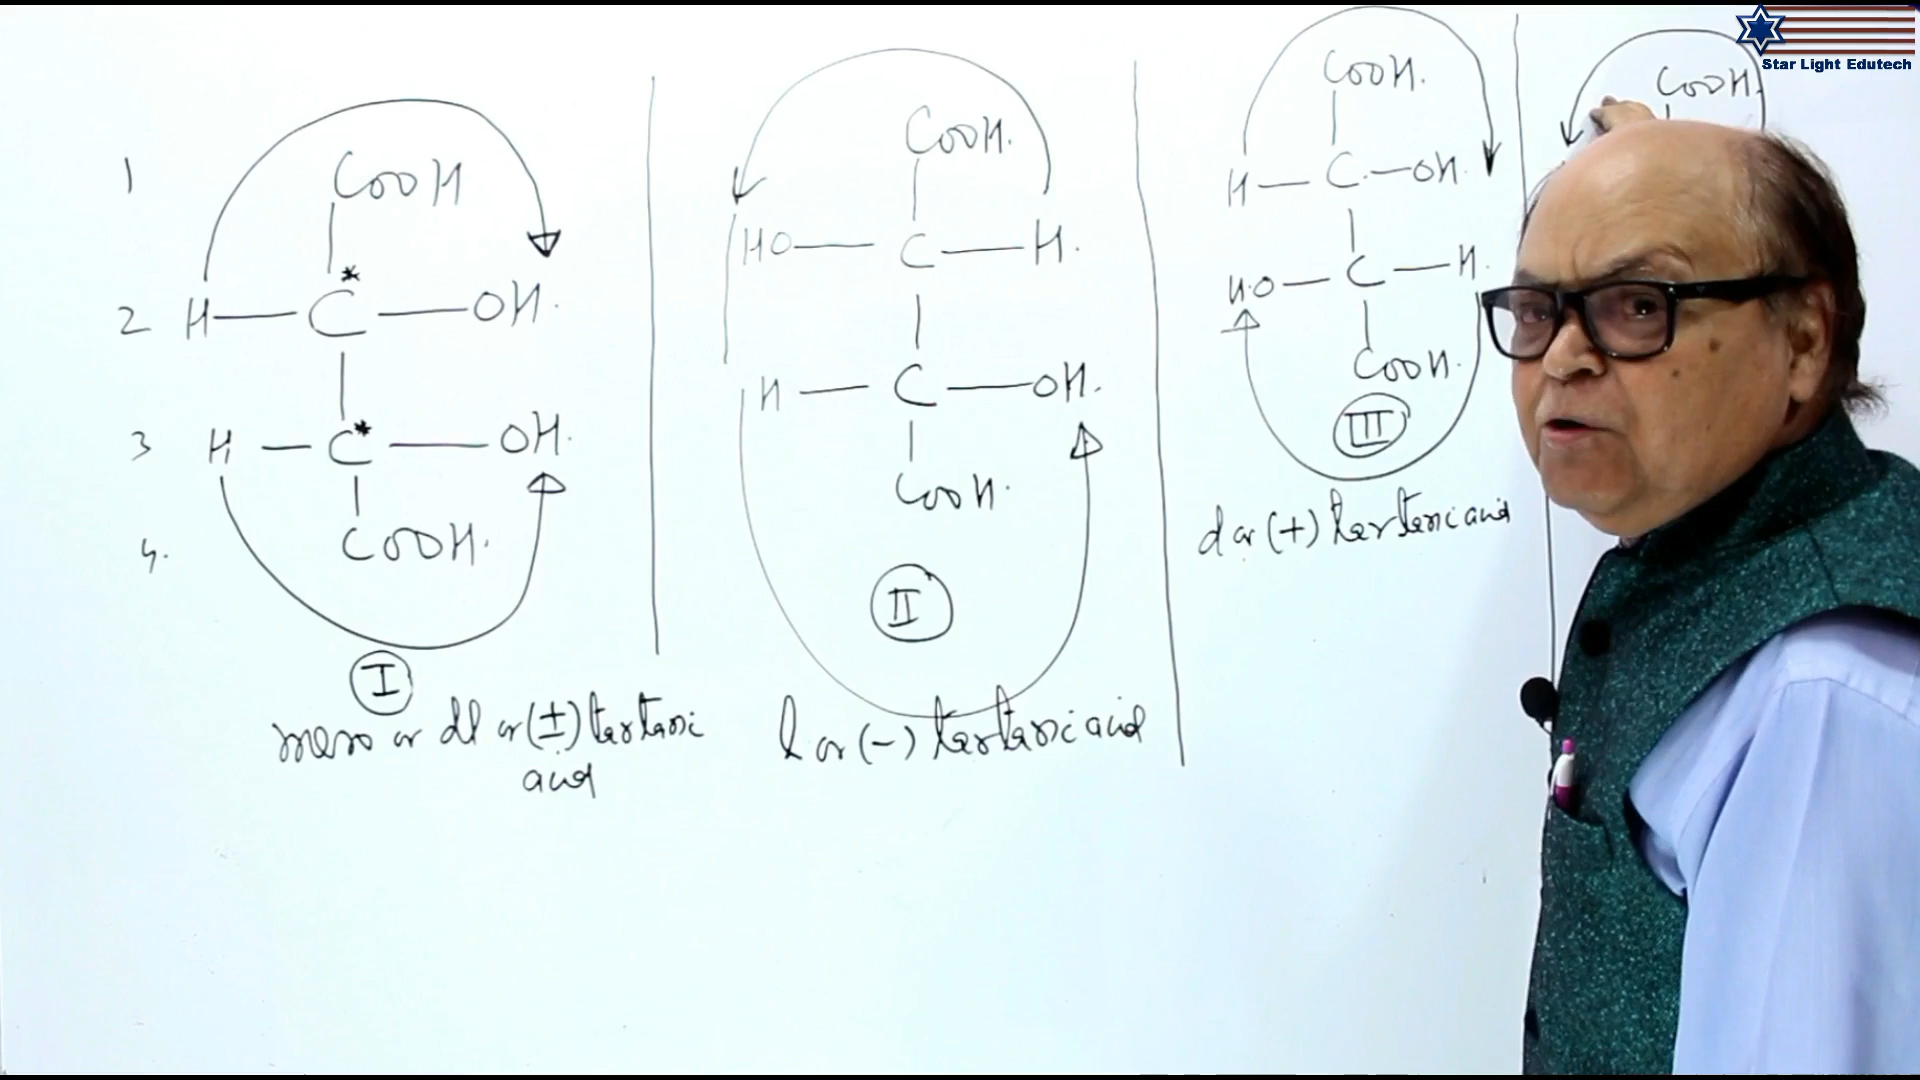 Star Light Edutech
1
COOH
*
2 H — C — OH.
3 H — C* — OH.
4. COOH.
I
meso or dl or (±) tartaric
acid
COOH.
HO — C — H.
H — C — OH.
COOH.
II
l or (-) tartaric acid
COOH.
H — C — OH.
HO — C — H.
COOH.
III
d or (+) tartaric acid
COOH.